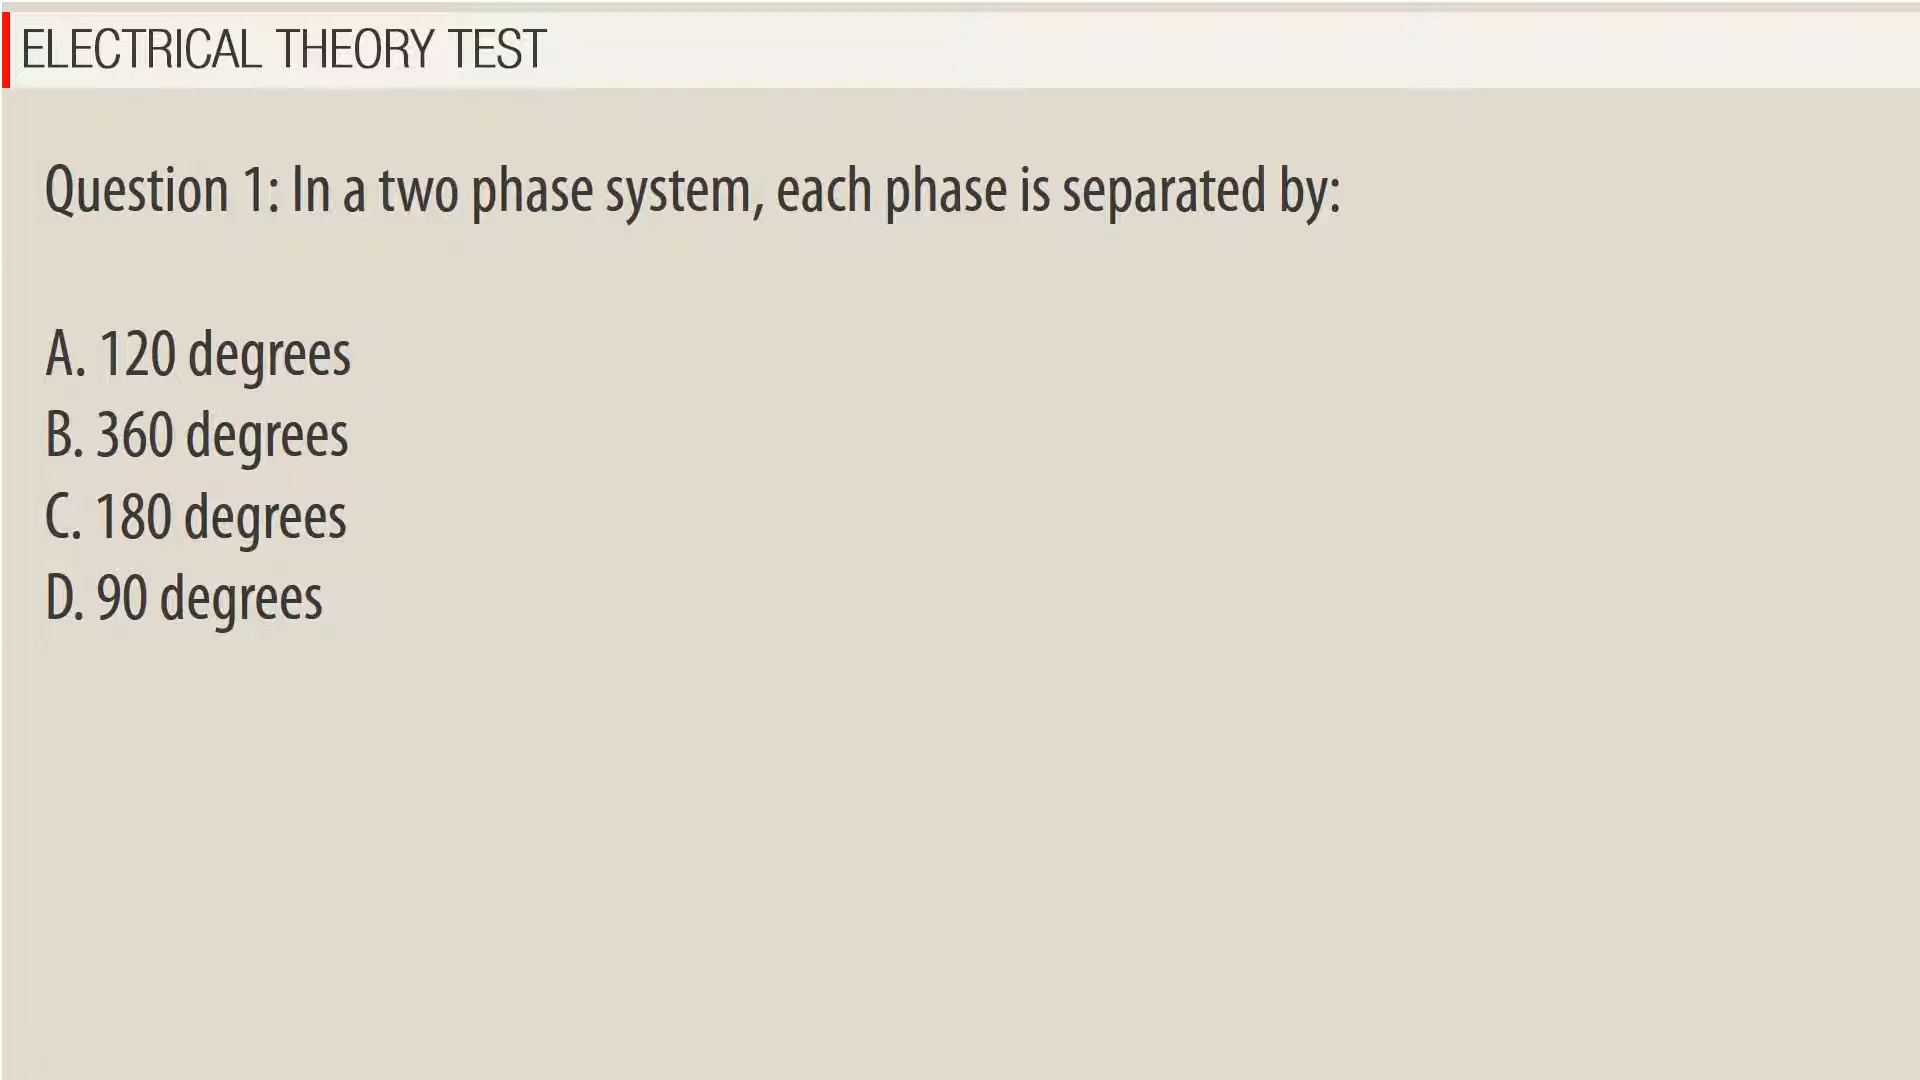 ELECTRICAL THEORY TEST
Question 1: In a two phase system, each phase is separated by:
A. 120 degrees
B. 360 degrees
C. 180 degrees
D. 90 degrees